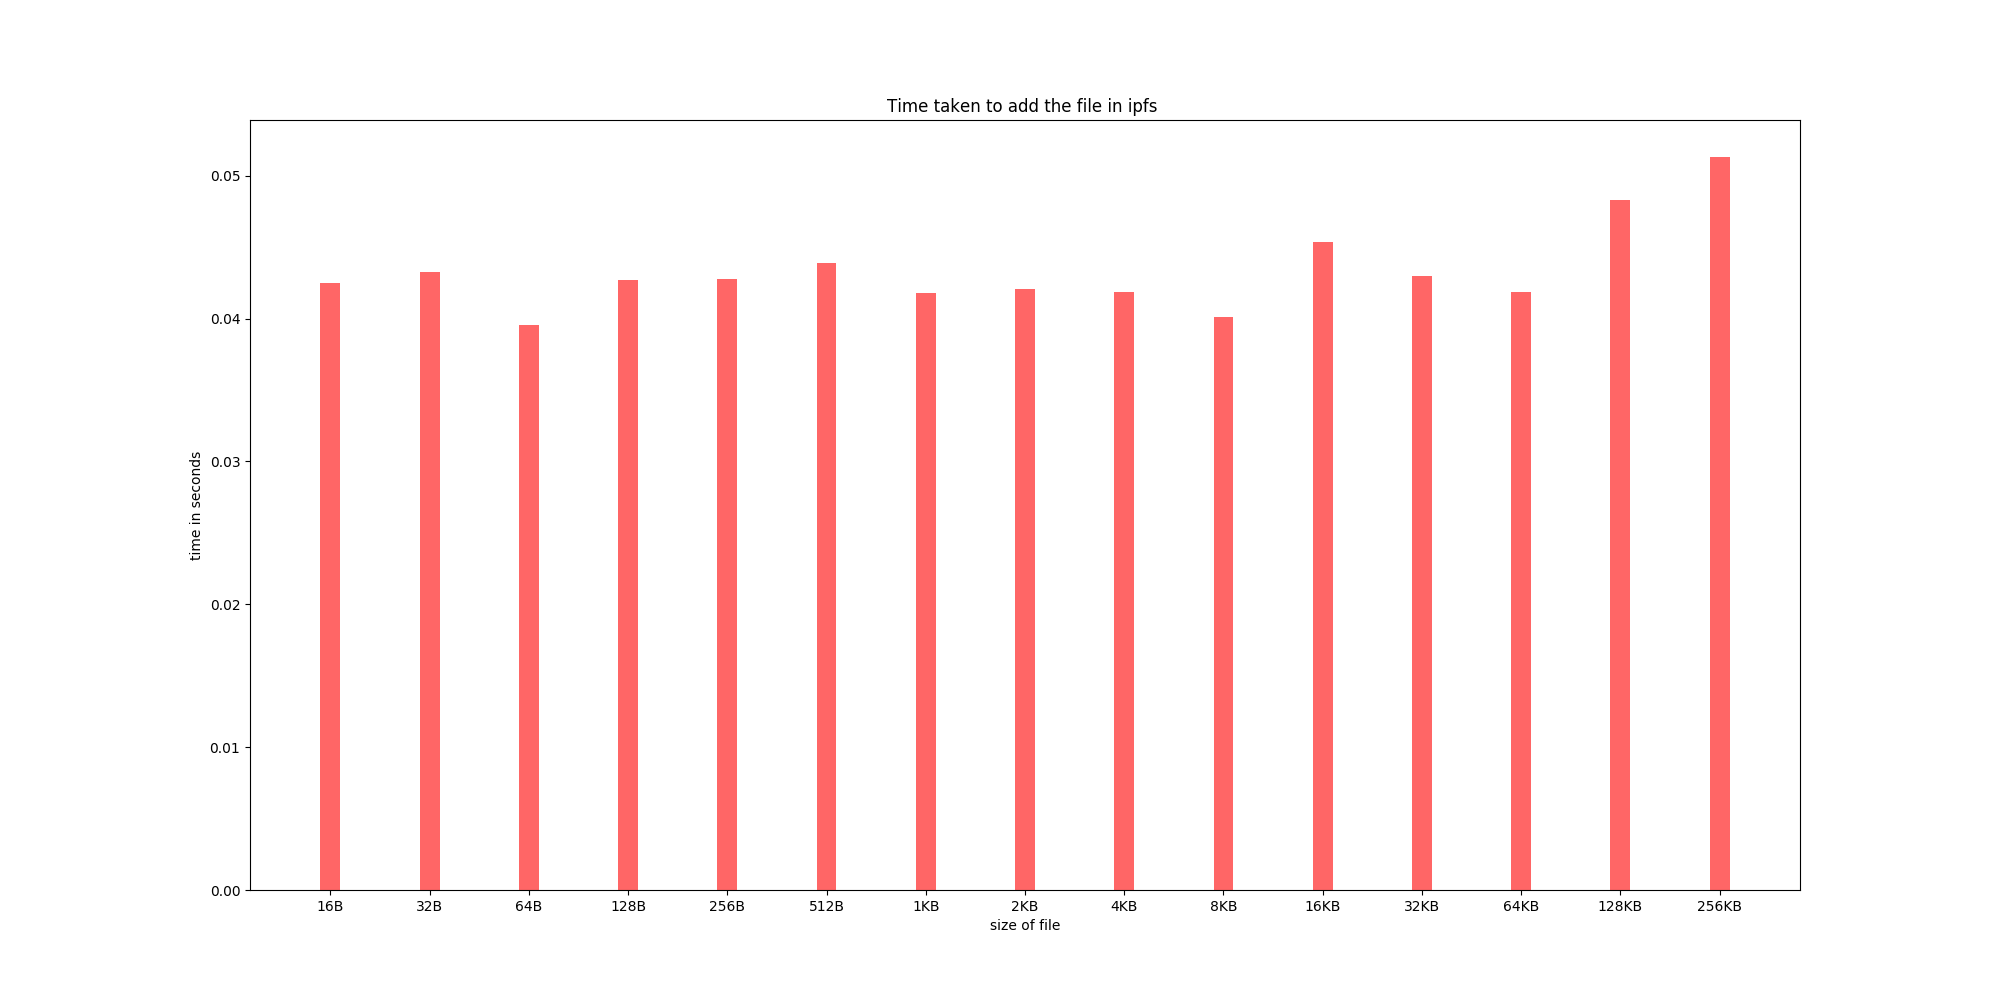 Time taken to add the file in ipfs
0.05
0.04
0.03
0.02
0.01
0.00
time in seconds
16B 32B 64B 128B 256B 512B 1KB 2KB 4KB 8KB 16KB 32KB 64KB 128KB 256KB
size of file